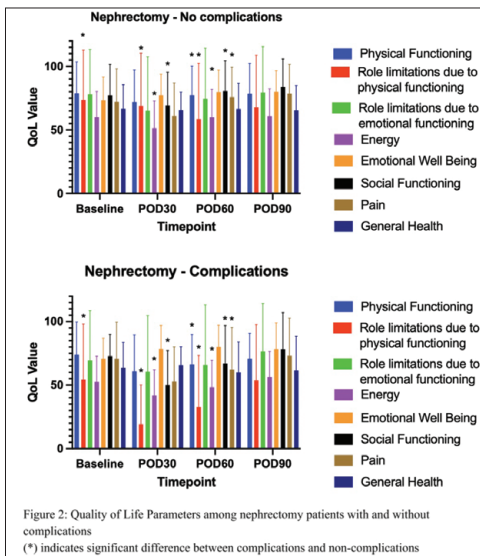 Nephrectomy - No complications
QoL Value
100
50
0
* * * * * * * * *
Baseline POD30 POD60 POD90
Timepoint
Physical Functioning
Role limitations due to
physical functioning
Role limitations due to
emotional functioning
Energy
Emotional Well Being
Social Functioning
Pain
General Health
Nephrectomy - Complications
QoL Value
100
50
0
* * * * * * * * *
Baseline POD30 POD60 POD90
Timepoint
Physical Functioning
Role limitations due to
physical functioning
Role limitations due to
emotional functioning
Energy
Emotional Well Being
Social Functioning
Pain
General Health
Figure 2: Quality of Life Parameters among nephrectomy patients with and without
complications
(*) indicates significant difference between complications and non-complications